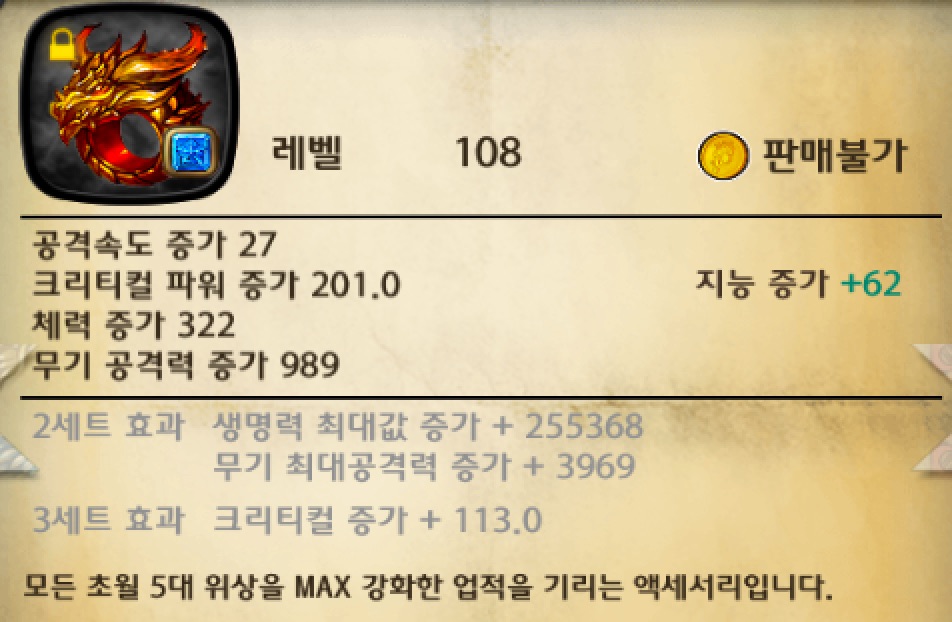 레벨 108 판매불가
공격속도 증가 27
크리티컬 파워 증가 201.0 지능 증가 +62
체력 증가 322
무기 공격력 증가 989
2세트 효과 생명력 최대값 증가 + 255368
무기 최대공격력 증가 + 3969
3세트 효과 크리티컬 증가 + 113.0
모든 초월 5대 위상을 MAX 강화한 업적을 기리는 액세서리입니다.